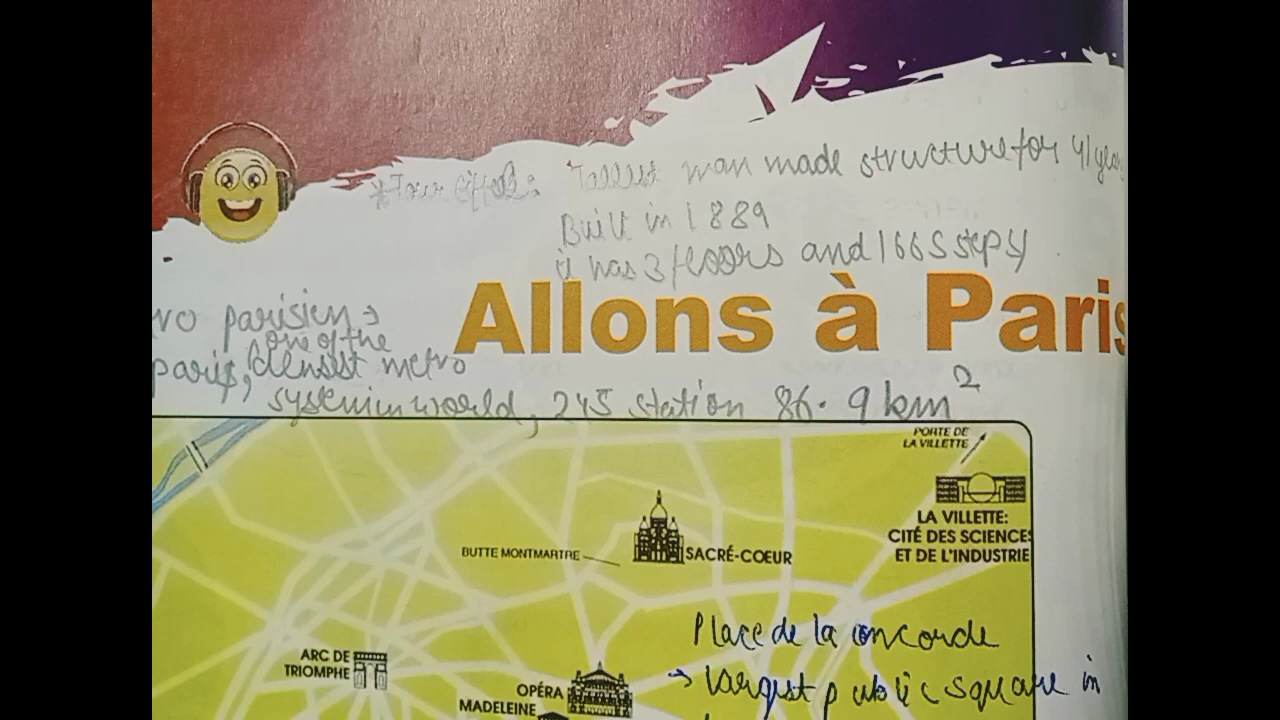 *Tour Eiffel: Tallest man made structure for 41 yea
Built in 1889
it has 3 floors and 1665 steps
Allons à Paris
ro parisien →
one of the
paris, densest metro
system in world, 245 station 86.9 km²
PORTE DE
LA VILLETTE
LA VILLETTE:
CITÉ DES SCIENCES
ET DE L'INDUSTRIE
BUTTE MONTMARTRE
SACRÉ-COEUR
Place de la concorde
→ largest public square in
ARC DE
TRIOMPHE
OPÉRA
MADELEINE